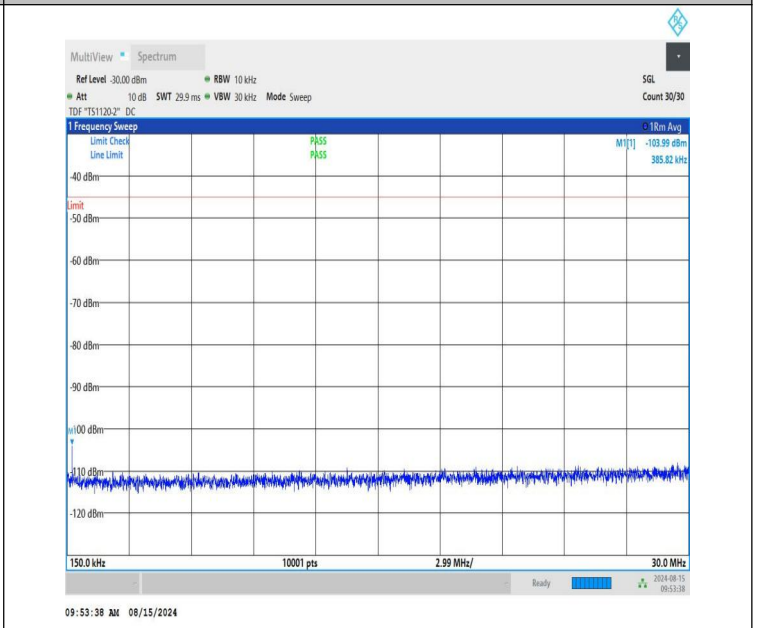 MultiView Spectrum
Ref Level -30.00 dBm RBW 10 kHz SGL
Att 10 dB SWT 29.9 ms VBW 30 kHz Mode Sweep Count 30/30
TDF "TS1120-2" DC
1 Frequency Sweep 1Rm Avg
Limit Check PASS M1[1] -103.99 dBm
Line Limit PASS 385.82 kHz
-40 dBm
Limit
-50 dBm
-60 dBm
-70 dBm
-80 dBm
-90 dBm
M1
-100 dBm
-110 dBm
-120 dBm
150.0 kHz 10001 pts 2.99 MHz/ 30.0 MHz
Ready 2024-08-15
09:53:38
09:53:38 AM 08/15/2024